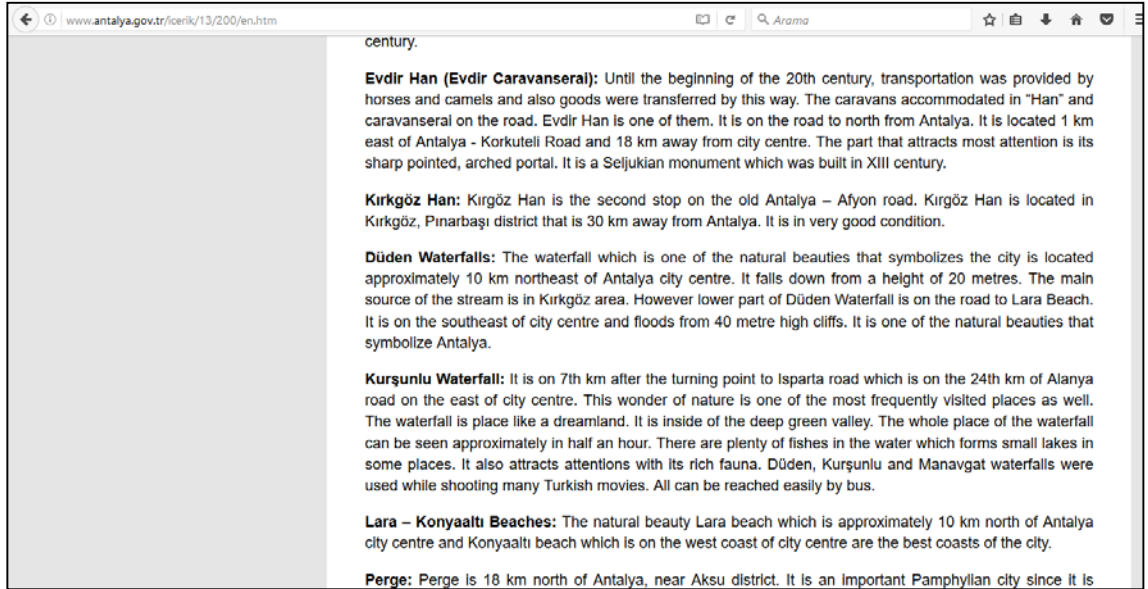 www.antalya.gov.tr/icerik/13/200/en.htm
Arama
century.
Evdir Han (Evdir Caravanserai): Until the beginning of the 20th century, transportation was provided by
horses and camels and also goods were transferred by this way. The caravans accommodated in “Han” and
caravanserai on the road. Evdir Han is one of them. It is on the road to north from Antalya. It is located 1 km
east of Antalya - Korkuteli Road and 18 km away from city centre. The part that attracts most attention is its
sharp pointed, arched portal. It is a Seljukian monument which was built in XIII century.
Kırkgöz Han: Kırgöz Han is the second stop on the old Antalya – Afyon road. Kırgöz Han is located in
Kırkgöz, Pınarbaşı district that is 30 km away from Antalya. It is in very good condition.
Düden Waterfalls: The waterfall which is one of the natural beauties that symbolizes the city is located
approximately 10 km northeast of Antalya city centre. It falls down from a height of 20 metres. The main
source of the stream is in Kırkgöz area. However lower part of Düden Waterfall is on the road to Lara Beach.
It is on the southeast of city centre and floods from 40 metre high cliffs. It is one of the natural beauties that
symbolize Antalya.
Kurşunlu Waterfall: It is on 7th km after the turning point to Isparta road which is on the 24th km of Alanya
road on the east of city centre. This wonder of nature is one of the most frequently visited places as well.
The waterfall is place like a dreamland. It is inside of the deep green valley. The whole place of the waterfall
can be seen approximately in half an hour. There are plenty of fishes in the water which forms small lakes in
some places. It also attracts attentions with its rich fauna. Düden, Kurşunlu and Manavgat waterfalls were
used while shooting many Turkish movies. All can be reached easily by bus.
Lara – Konyaaltı Beaches: The natural beauty Lara beach which is approximately 10 km north of Antalya
city centre and Konyaaltı beach which is on the west coast of city centre are the best coasts of the city.
Perge: Perge is 18 km north of Antalya, near Aksu district. It is an important Pamphylian city since it is